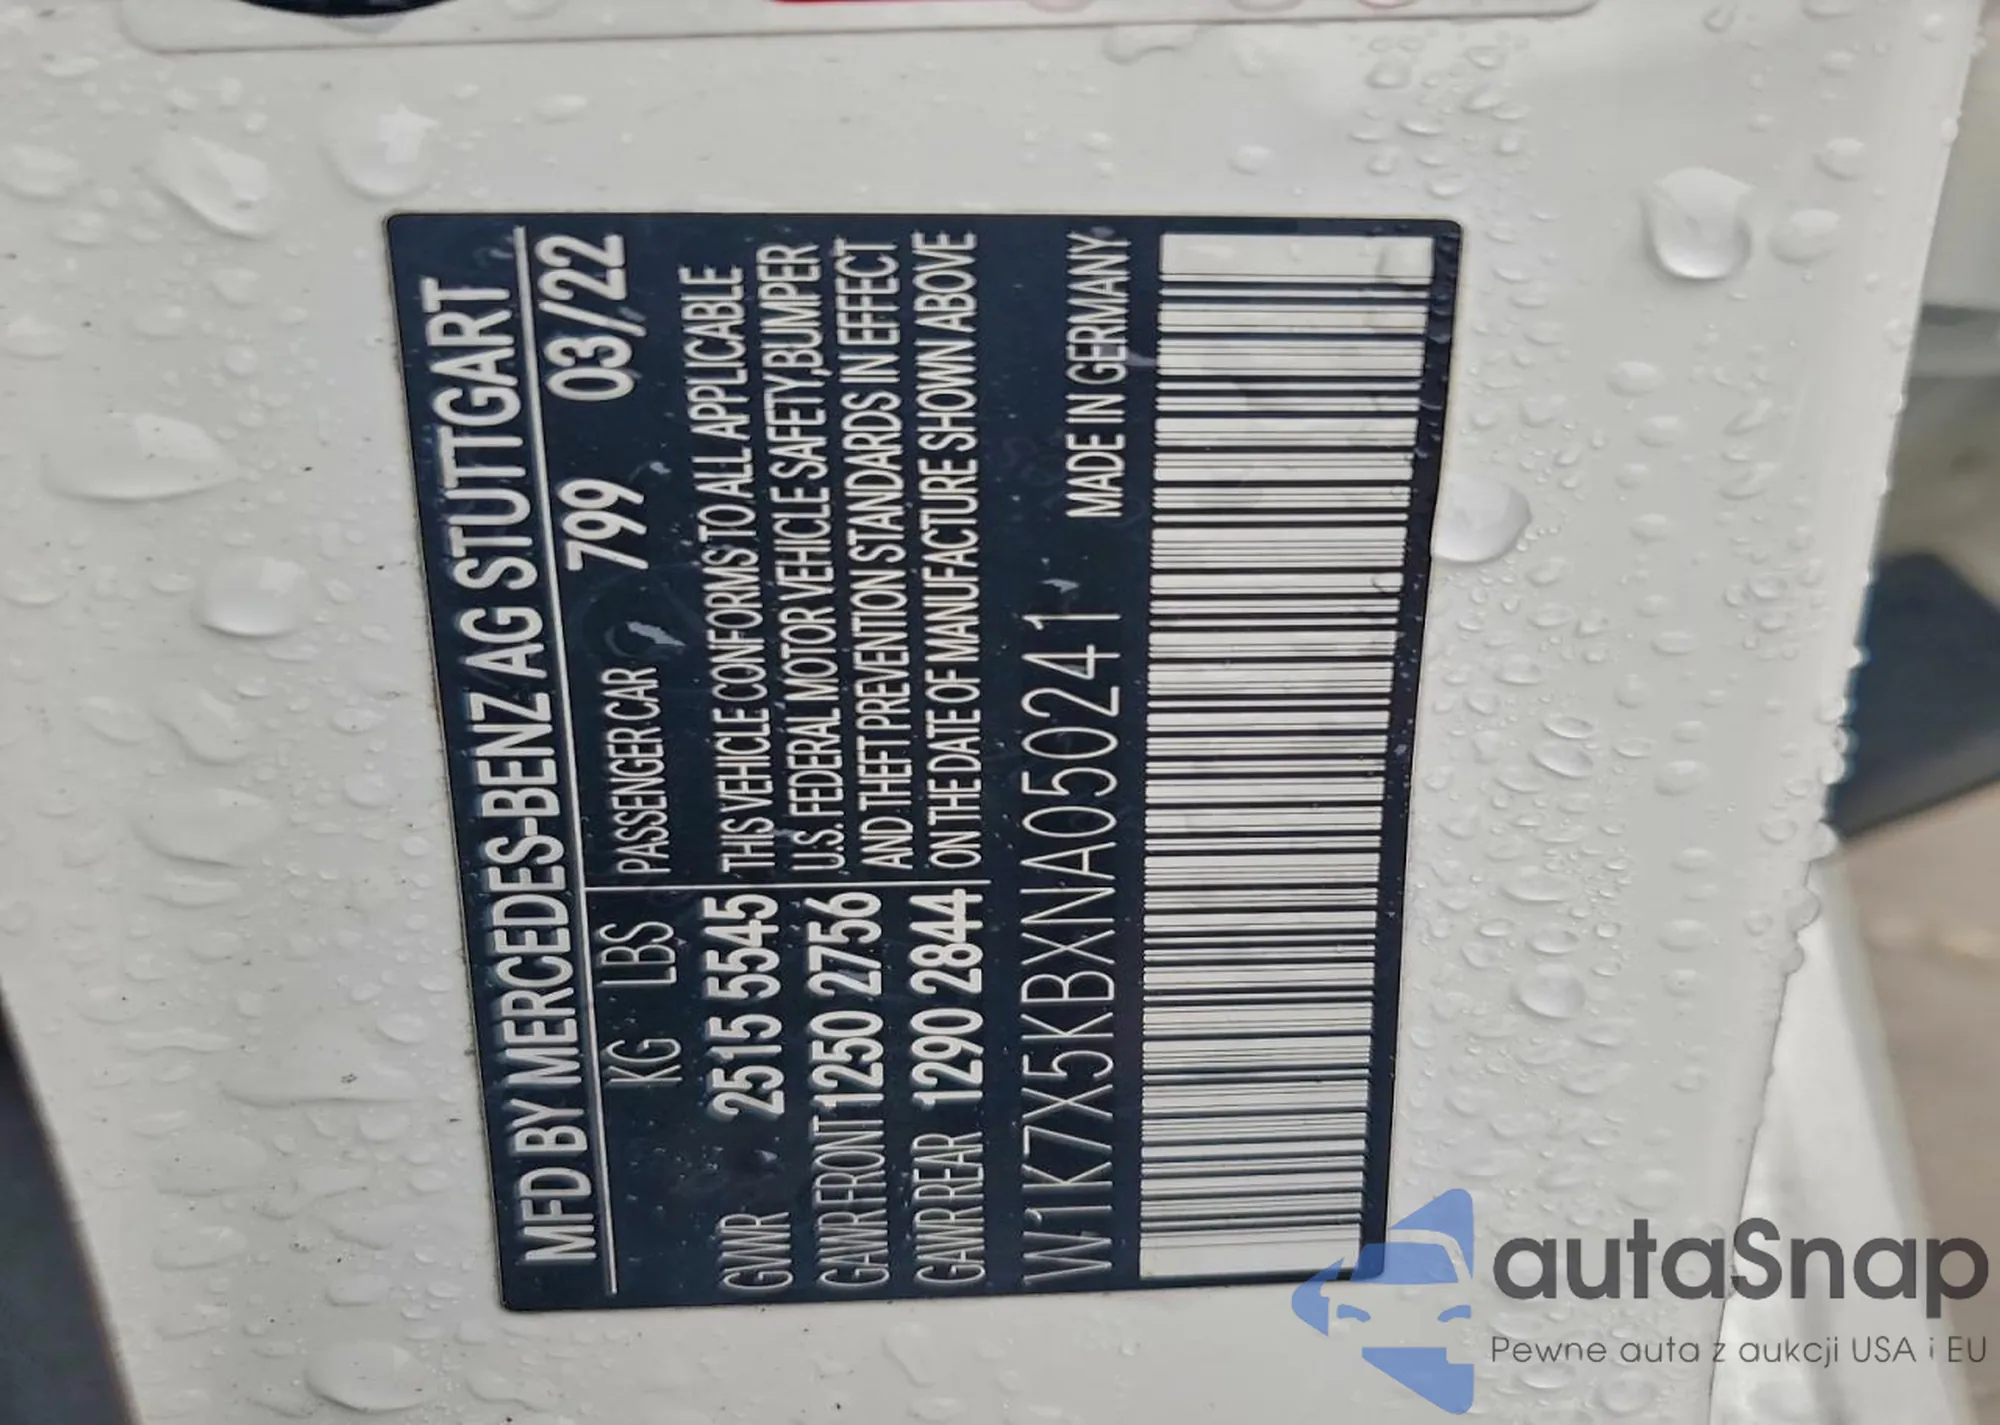 MFD BY MERCEDES-BENZ AG STUTTGART
KG LBS PASSENGER CAR 799 03/22
GVWR 2515 5545 THIS VEHICLE CONFORMS TO ALL APPLICABLE
GAWR FRONT 1250 2756 U.S. FEDERAL MOTOR VEHICLE SAFETY,BUMPER
GAWR REAR 1290 2844 AND THEFT PREVENTION STANDARDS IN EFFECT
ON THE DATE OF MANUFACTURE SHOWN ABOVE
W1K7X5KBXNA050241 MADE IN GERMANY
autaSnap
Pewne auta z aukcji USA i EU